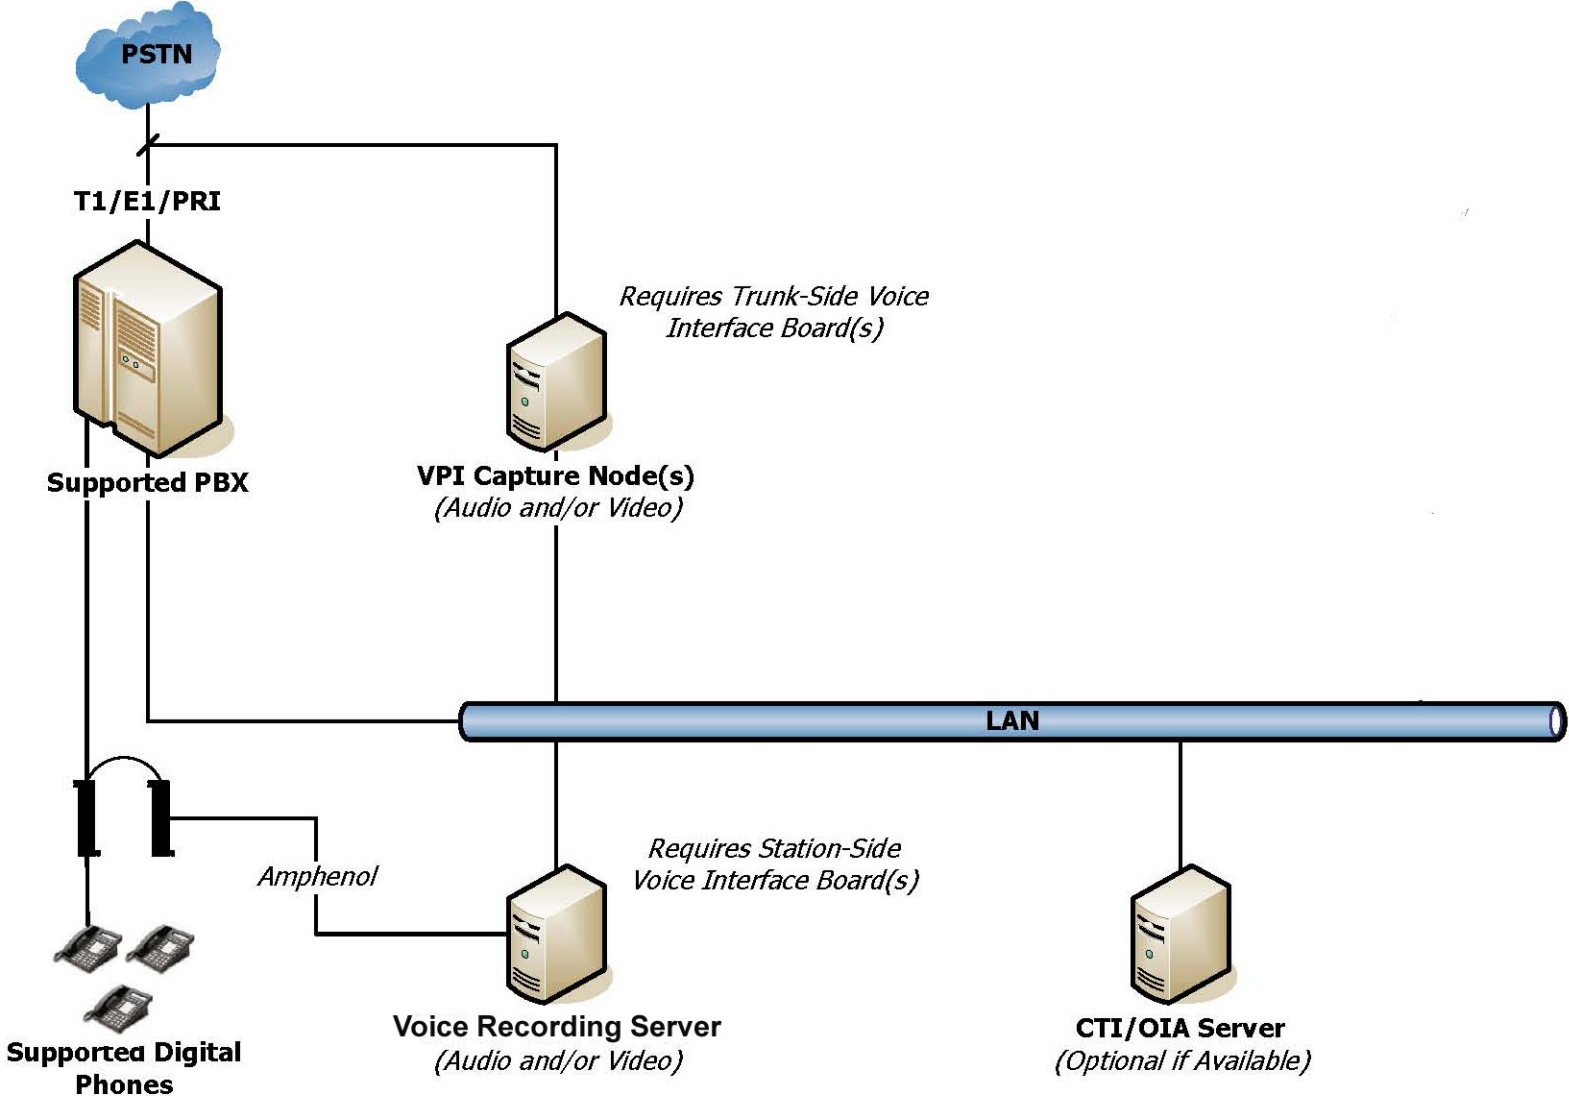 PSTN
T1/E1/PRI
Requires Trunk-Side Voice
Interface Board(s)
Supported PBX
VPI Capture Node(s)
(Audio and/or Video)
LAN
Requires Station-Side
Voice Interface Board(s)
Amphenol
Voice Recording Server
(Audio and/or Video)
CTI/OIA Server
(Optional if Available)
Supported Digital
Phones